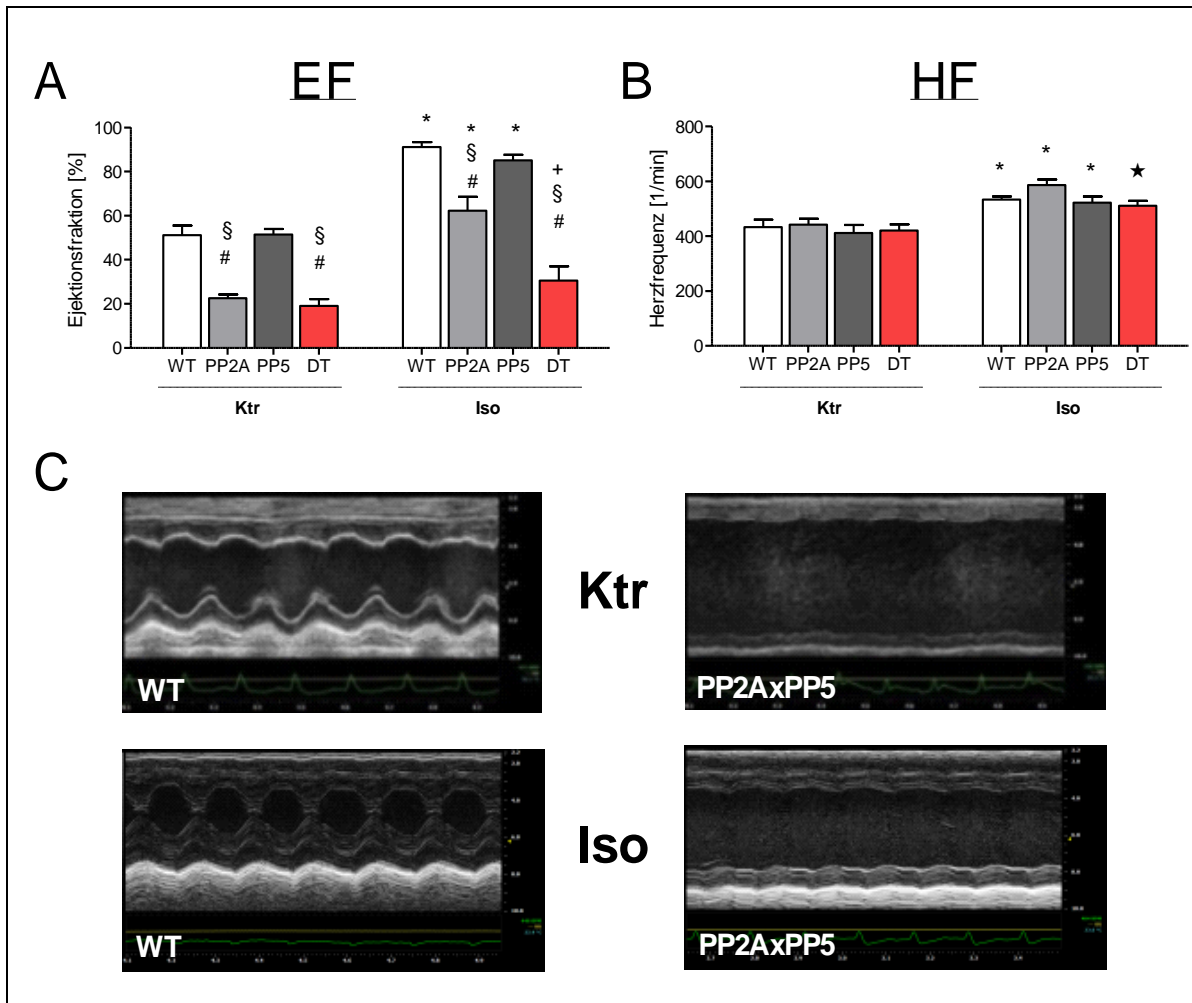 A
EF
B
HF
Ejektionsfraktion [%]
100
80
60
40
20
0
§
#
§
#
*
*
§
#
*
+
§
#
WT PP2A PP5 DT
WT PP2A PP5 DT
Ktr
Iso
Herzfrequenz [1/min]
800
600
400
200
0
*
*
*
★
WT PP2A PP5 DT
WT PP2A PP5 DT
Ktr
Iso
C
WT
Ktr
PP2AxPP5
WT
Iso
PP2AxPP5